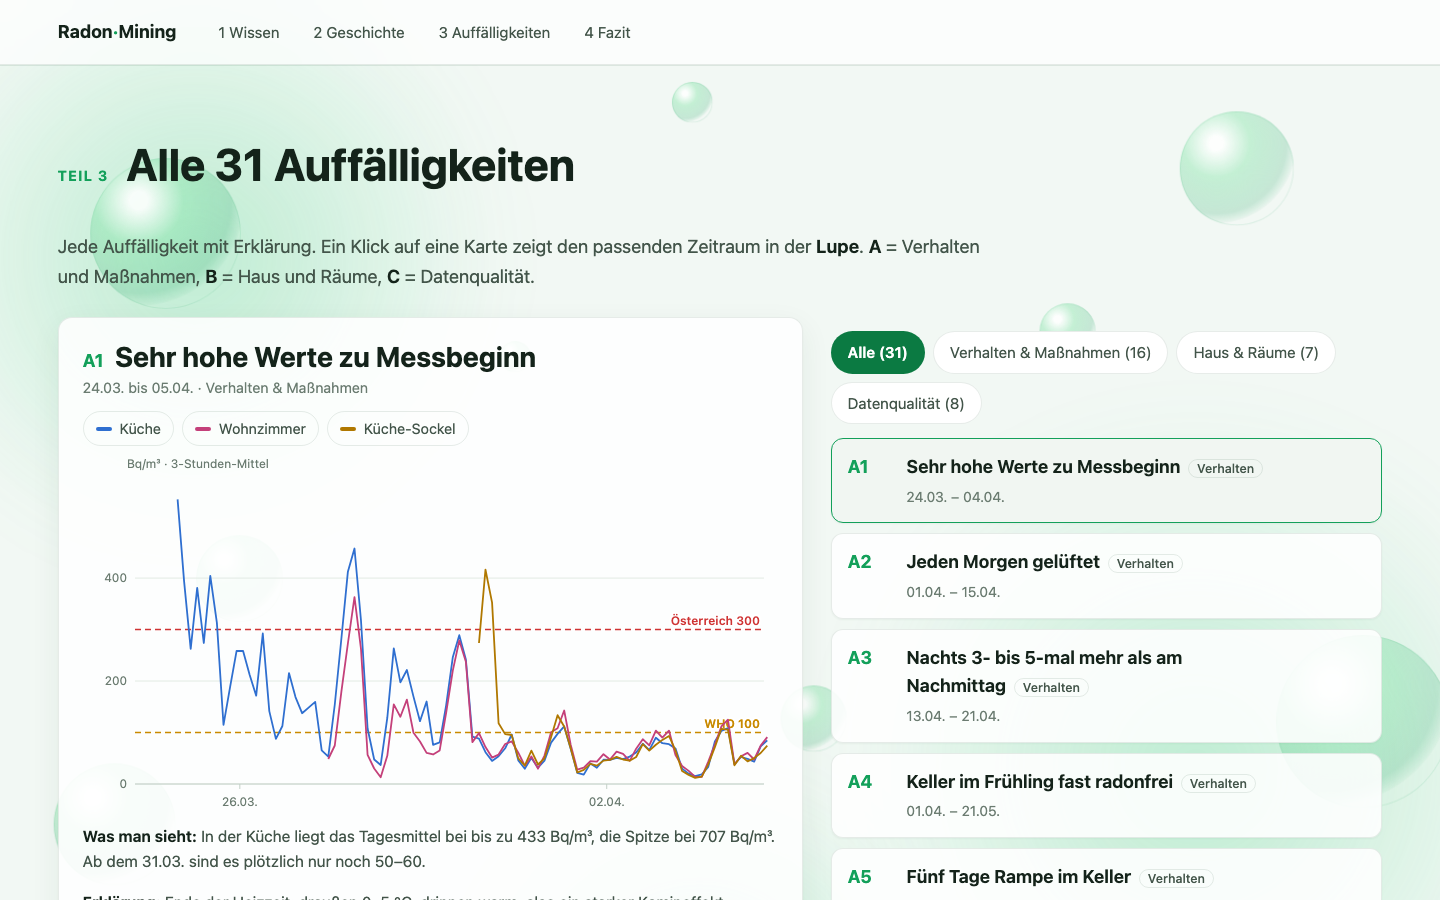 Radon·Mining
1 Wissen
2 Geschichte
3 Auffälligkeiten
4 Fazit
TEIL 3
Alle 31 Auffälligkeiten
Jede Auffälligkeit mit Erklärung. Ein Klick auf eine Karte zeigt den passenden Zeitraum in der Lupe. A = Verhalten
und Maßnahmen, B = Haus und Räume, C = Datenqualität.
A1 Sehr hohe Werte zu Messbeginn
24.03. bis 05.04. · Verhalten & Maßnahmen
Küche
Wohnzimmer
Küche-Sockel
Bq/m³ · 3-Stunden-Mittel
400
Österreich 300
200
WHO 100
0
26.03.
02.04.
Was man sieht: In der Küche liegt das Tagesmittel bei bis zu 433 Bq/m³, die Spitze bei 707 Bq/m³.
Ab dem 31.03. sind es plötzlich nur noch 50–60.
Alle (31)
Verhalten & Maßnahmen (16)
Haus & Räume (7)
Datenqualität (8)
A1
Sehr hohe Werte zu Messbeginn
Verhalten
24.03. – 04.04.
A2
Jeden Morgen gelüftet
Verhalten
01.04. – 15.04.
A3
Nachts 3- bis 5-mal mehr als am
Nachmittag
Verhalten
13.04. – 21.04.
A4
Keller im Frühling fast radonfrei
Verhalten
01.04. – 21.05.
A5
Fünf Tage Rampe im Keller
Verhalten